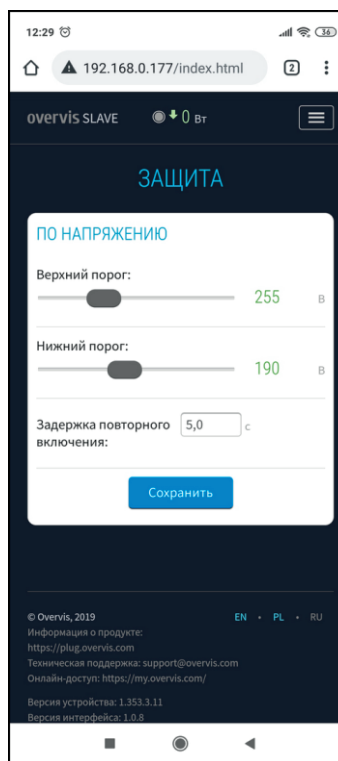 12:29
36
192.168.0.177/index.html
2
overvis SLAVE 0 Вт
ЗАЩИТА
ПО НАПРЯЖЕНИЮ
Верхний порог:
255 В
Нижний порог:
190 В
Задержка повторного 5,0 с
включения:
Сохранить
© Overvis, 2019 EN • PL • RU
Информация о продукте:
https://plug.overvis.com
Техническая поддержка: support@overvis.com
Онлайн-доступ: https://my.overvis.com/
Версия устройства: 1.353.3.11
Версия интерфейса: 1.0.8